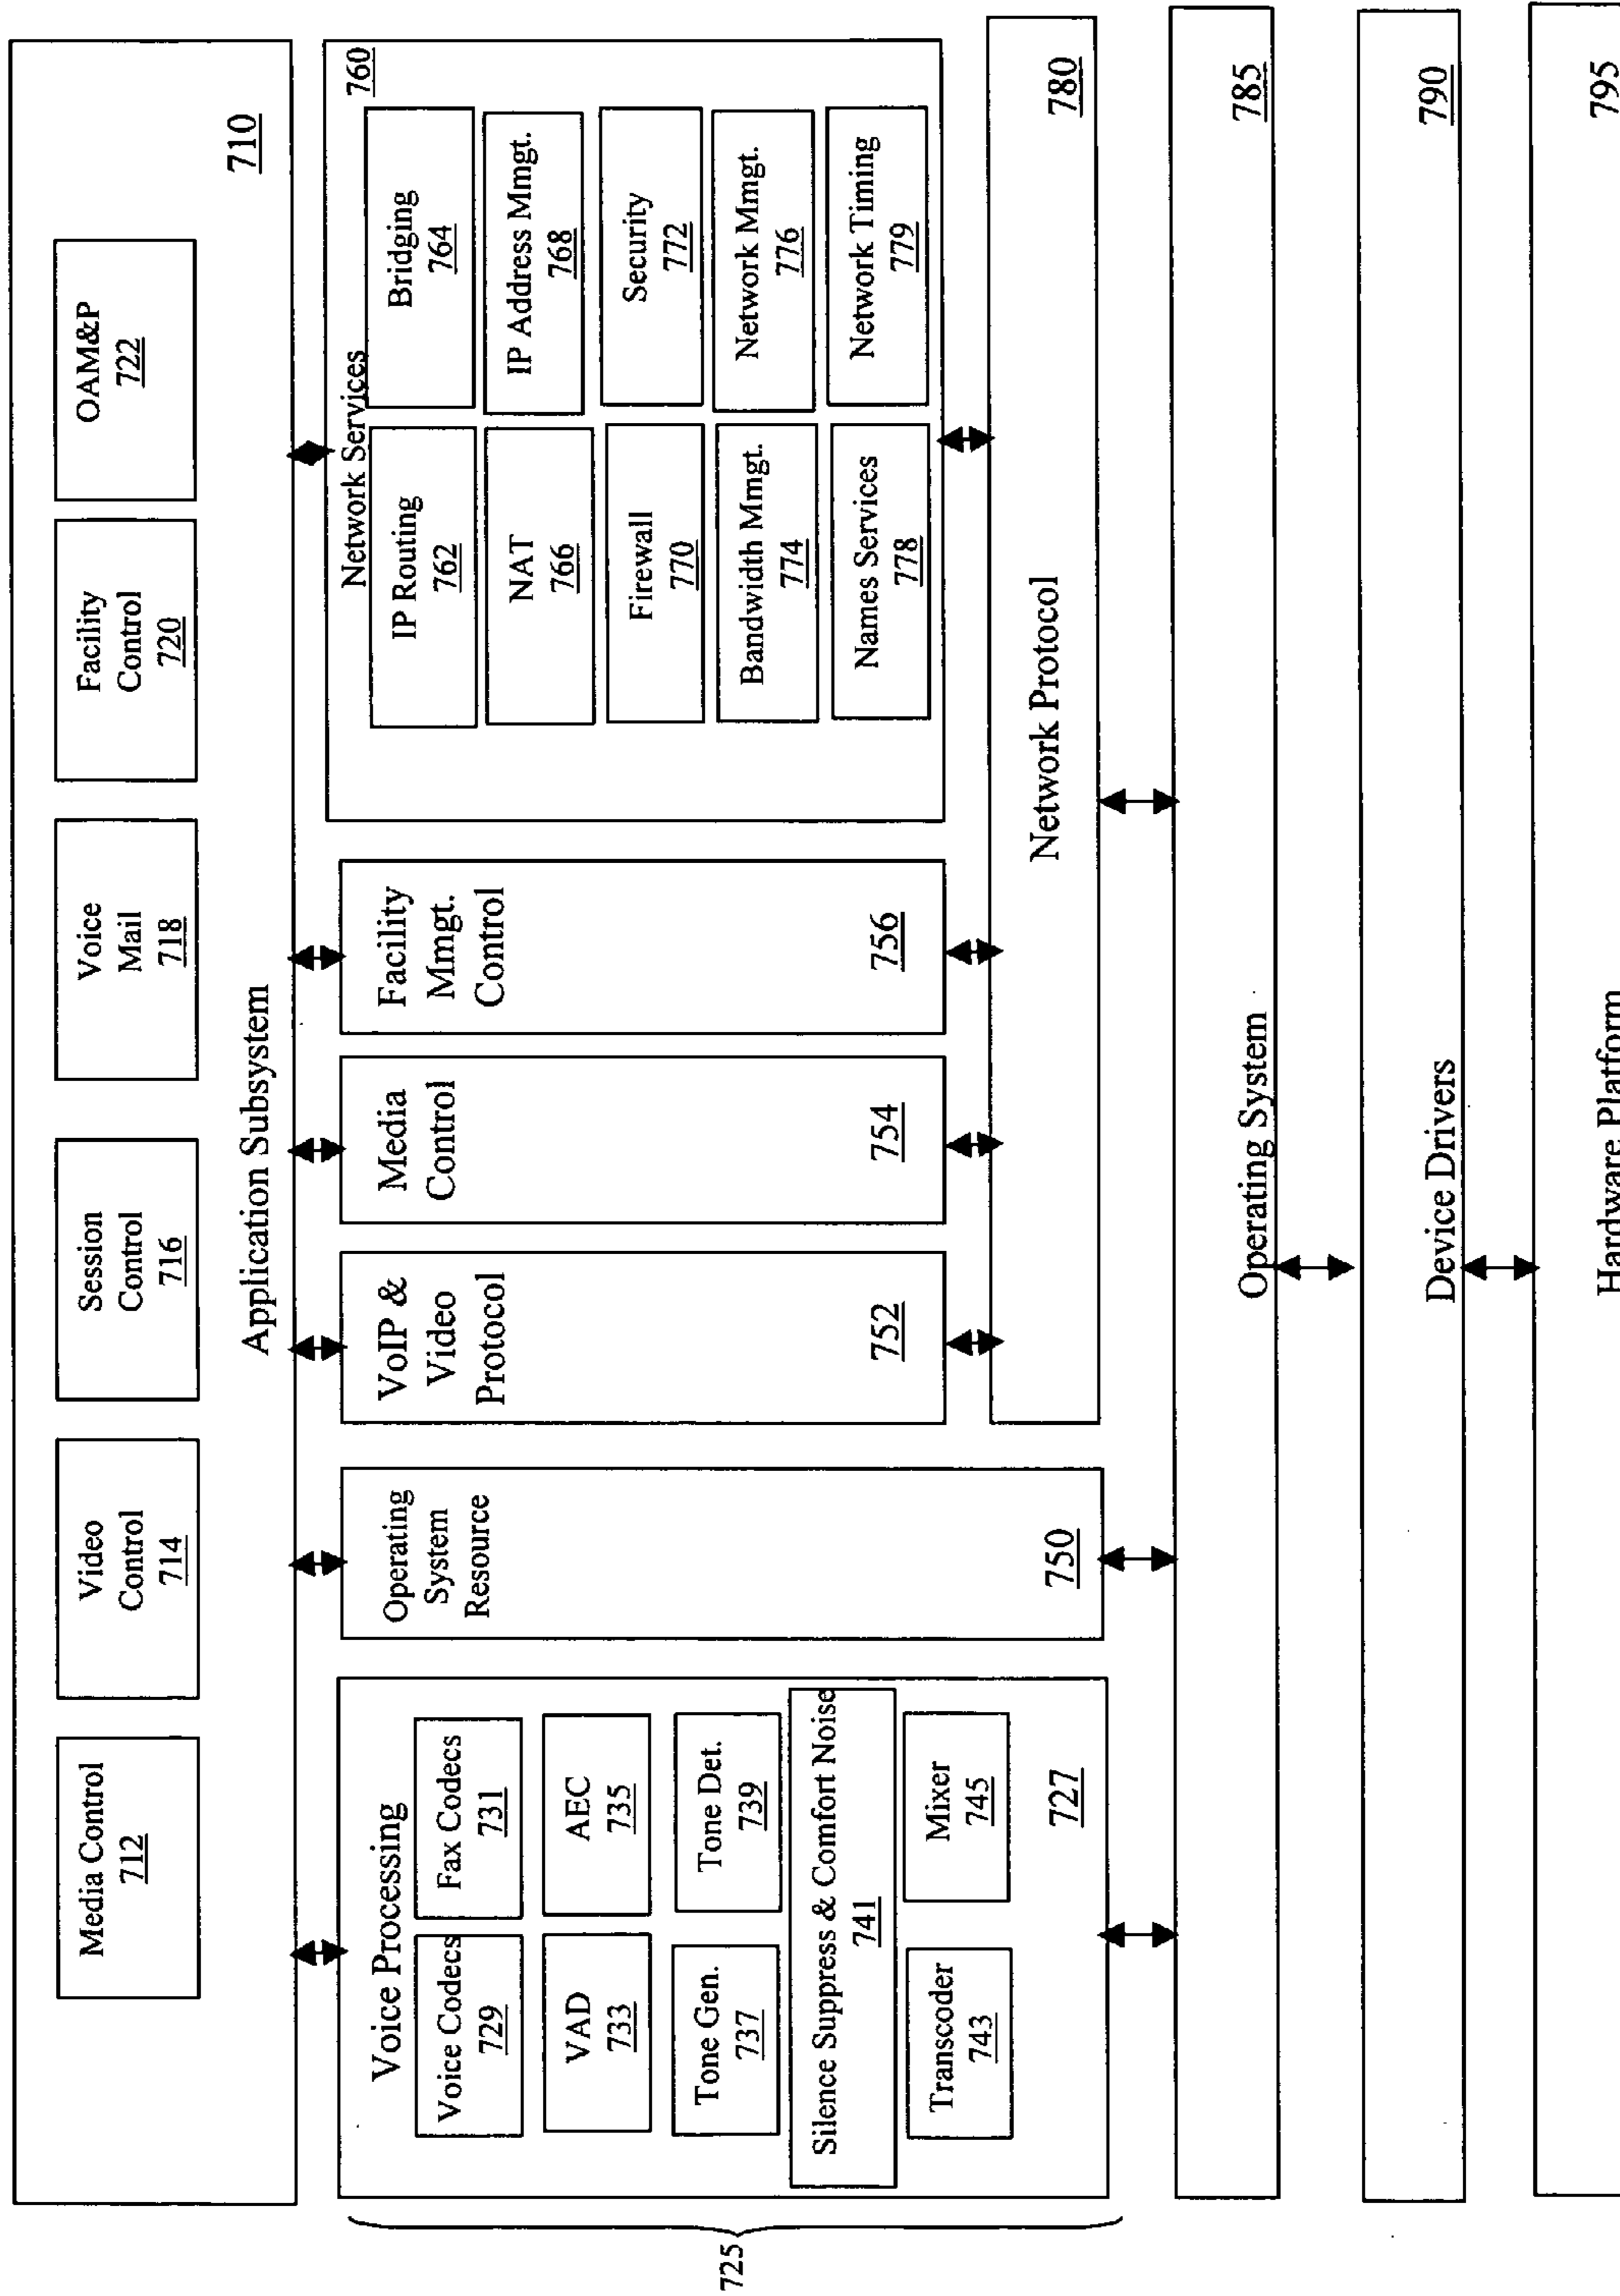 Media Control
712
Video
Control
714
Session
Control
716
Voice
Mail
718
Facility
Control
720
OAM&P
722
Application Subsystem
710
725
Voice Processing
Voice Codecs
729
Fax Codecs
731
VAD
733
AEC
735
Tone Gen.
737
Tone Det.
739
Silence Suppress & Comfort Noise
741
Transcoder
743
Mixer
745
727
Operating
System
Resource
750
VoIP &
Video
Protocol
752
Media
Control
754
Facility
Mmgt.
Control
756
Network Services
760
IP Routing
762
Bridging
764
NAT
766
IP Address Mmgt.
768
Firewall
770
Security
772
Bandwidth Mmgt.
774
Network Mmgt.
776
Names Services
778
Network Timing
779
Network Protocol
780
Operating System
785
Device Drivers
790
Hardware Platform
795